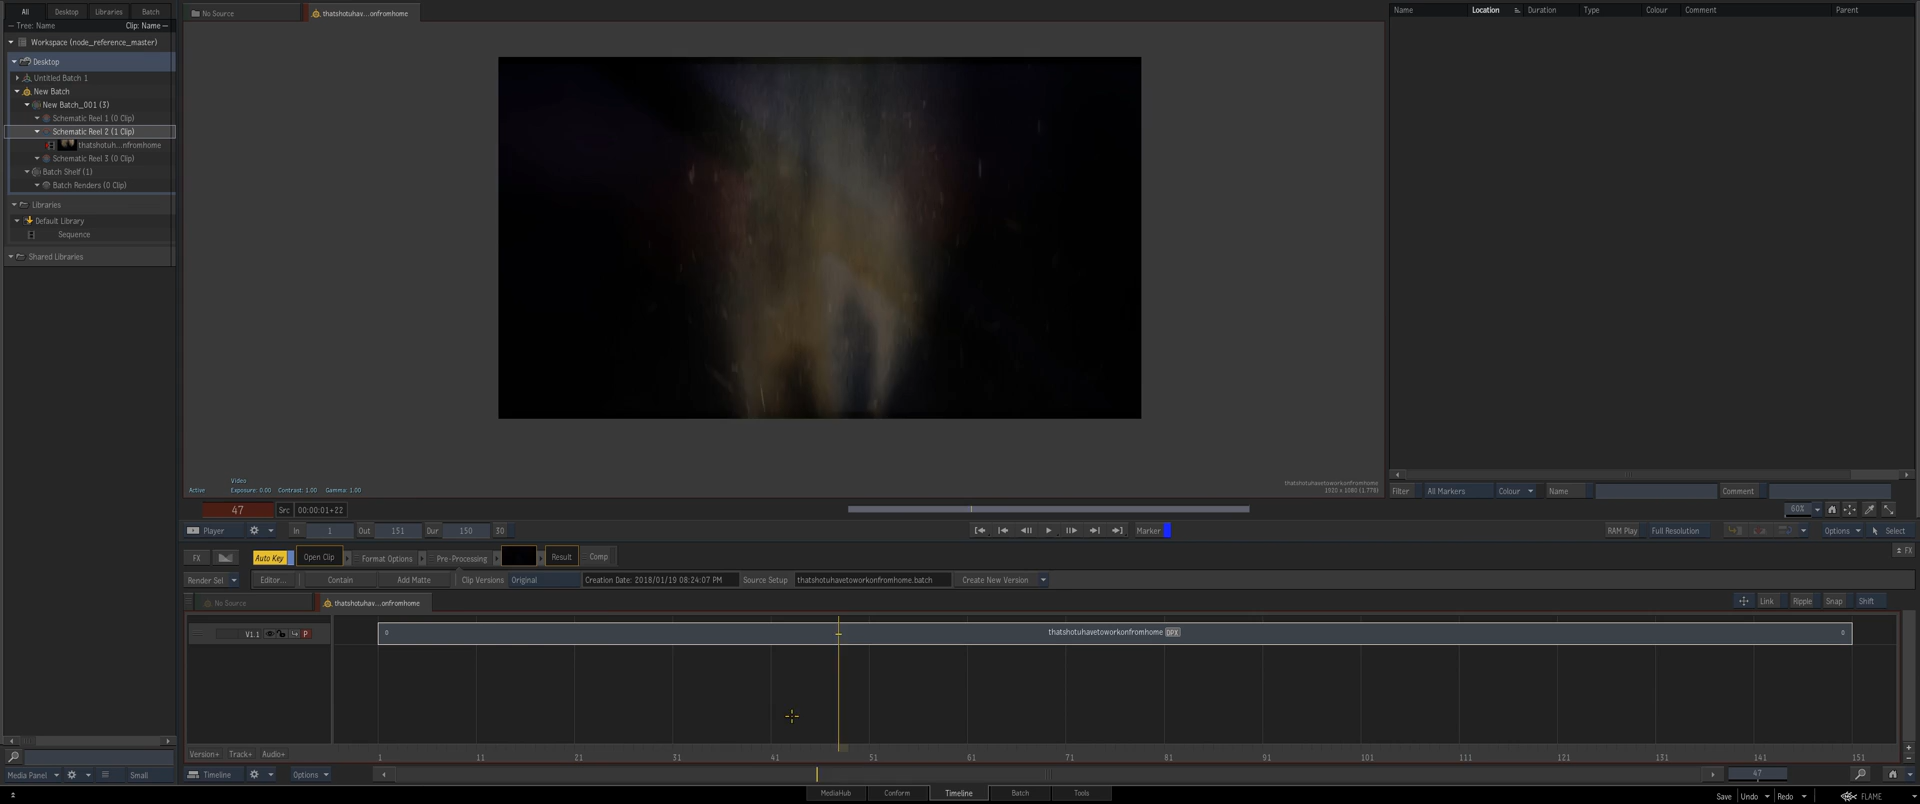 All Desktop Libraries Batch
Tree: Name Clip: Name
Workspace (node_reference_master)
Desktop
Untitled Batch 1
New Batch
New Batch_001 (3)
Schematic Reel 1 (0 Clip)
Schematic Reel 2 (1 Clip)
thatshotuh...nfromhome
Schematic Reel 3 (0 Clip)
Batch Shelf (1)
Batch Renders (0 Clip)
Libraries
Default Library
Sequence
Shared Libraries
Media Panel Small
No Source thatshotuhav...onfromhome
Video
Active Exposure: 0.00 Contrast: 1.00 Gamma: 1.00
thatshotuhavetoworkonfromhome
1920 x 1080 (1.778)
47 Src 00:00:01+22 60%
Player In 1 Out 151 Dur 150 30 Marker RAM Play Full Resolution Options Select
Name Location Duration Type Colour Comment Parent
Filter All Markers Colour Name Comment
FX Auto Key Open Clip Format Options Pre-Processing Result Comp FX
Render Sel Editor... Contain Add Matte Clip Versions Original Creation Date: 2018/01/19 08:24:07 PM Source Setup thatshotuhavetoworkonfromhome.batch Create New Version
No Source thatshotuhav...onfromhome Link Ripple Snap Shift
V1.1 P 0 thatshotuhavetoworkonfromhome DPX 0
Version+ Track+ Audio+ 1 11 21 31 41 51 61 71 81 91 101 111 121 131 141 151
Timeline Options 47
MediaHub Conform Timeline Batch Tools Save Undo Redo FLAME